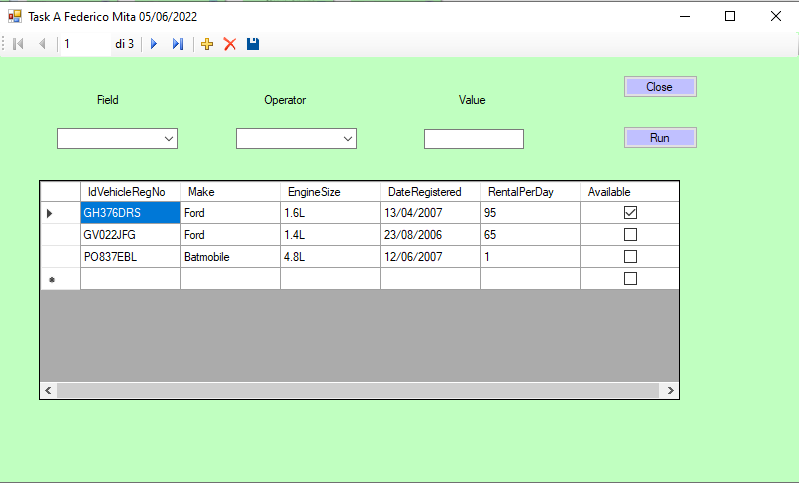 Task A Federico Mita 05/06/2022
1 di 3
Close
Field Operator Value
Run
IdVehicleRegNo Make EngineSize DateRegistered RentalPerDay Available
GH376DRS Ford 1.6L 13/04/2007 95
GV022JFG Ford 1.4L 23/08/2006 65
PO837EBL Batmobile 4.8L 12/06/2007 1